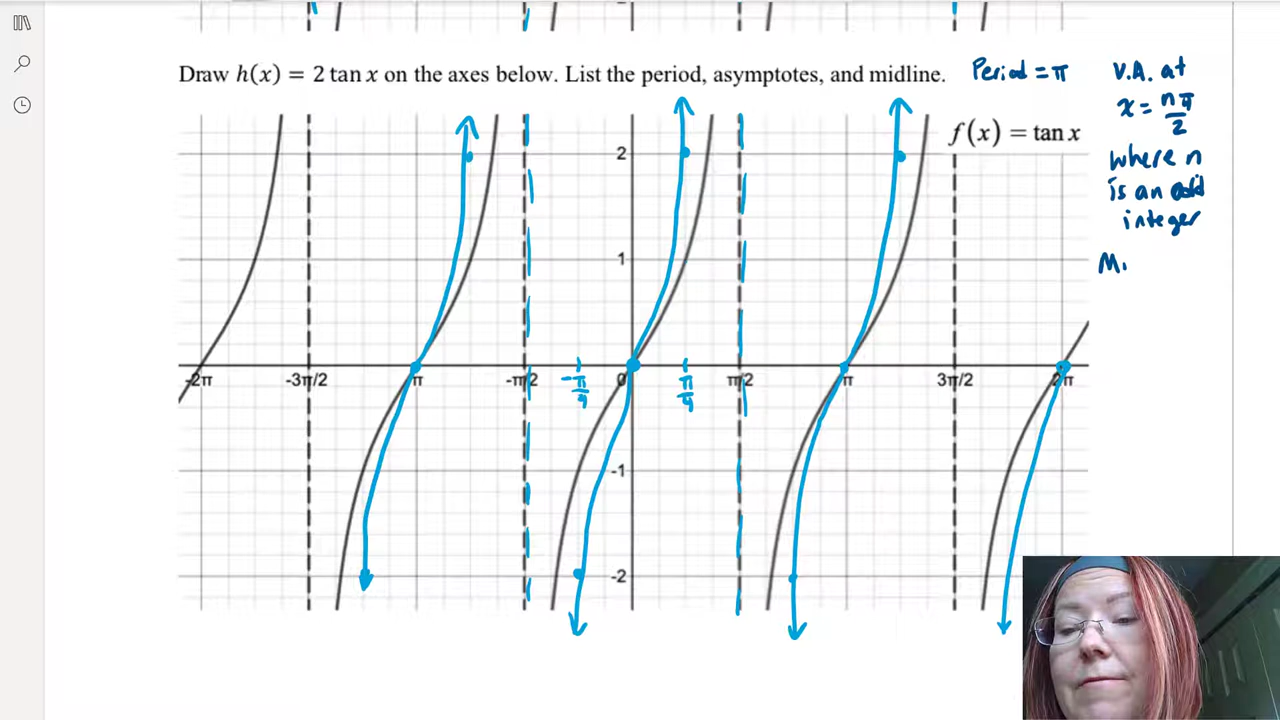 Draw h(x) = 2 tan x on the axes below. List the period, asymptotes, and midline.
Period = π
V.A. at
x = nπ/2
where n
is an odd
integer
M.
f(x) = tan x
2
1
-2π
-3π/2
-π
-π/2
-π/4
0
π/4
π/2
π
3π/2
2π
-1
-2